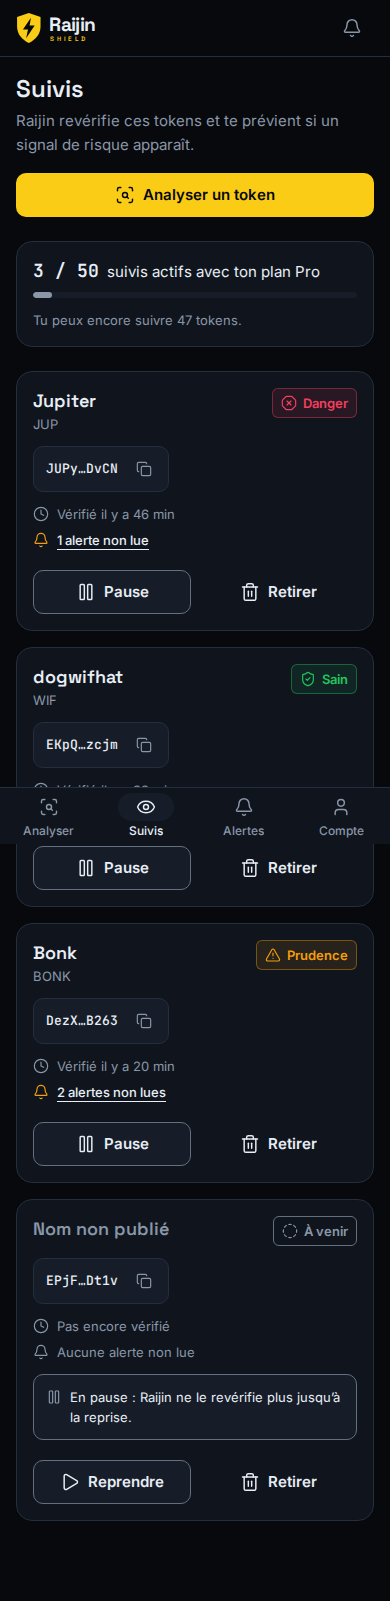 Raijin
SHIELD
Suivis
Raijin revérifie ces tokens et te prévient si un
signal de risque apparaît.
Analyser un token
3 / 50 suivis actifs avec ton plan Pro
Tu peux encore suivre 47 tokens.
Jupiter
Danger
JUP
JUPy…DvCN
Vérifié il y a 46 min
1 alerte non lue
Pause
Retirer
dogwifhat
Sain
WIF
EKpQ…zcjm
Analyser
Suivis
Alertes
Compte
Pause
Retirer
Bonk
Prudence
BONK
DezX…B263
Vérifié il y a 20 min
2 alertes non lues
Pause
Retirer
Nom non publié
À venir
EPjF…Dt1v
Pas encore vérifié
Aucune alerte non lue
En pause : Raijin ne le revérifie plus jusqu’à
la reprise.
Reprendre
Retirer